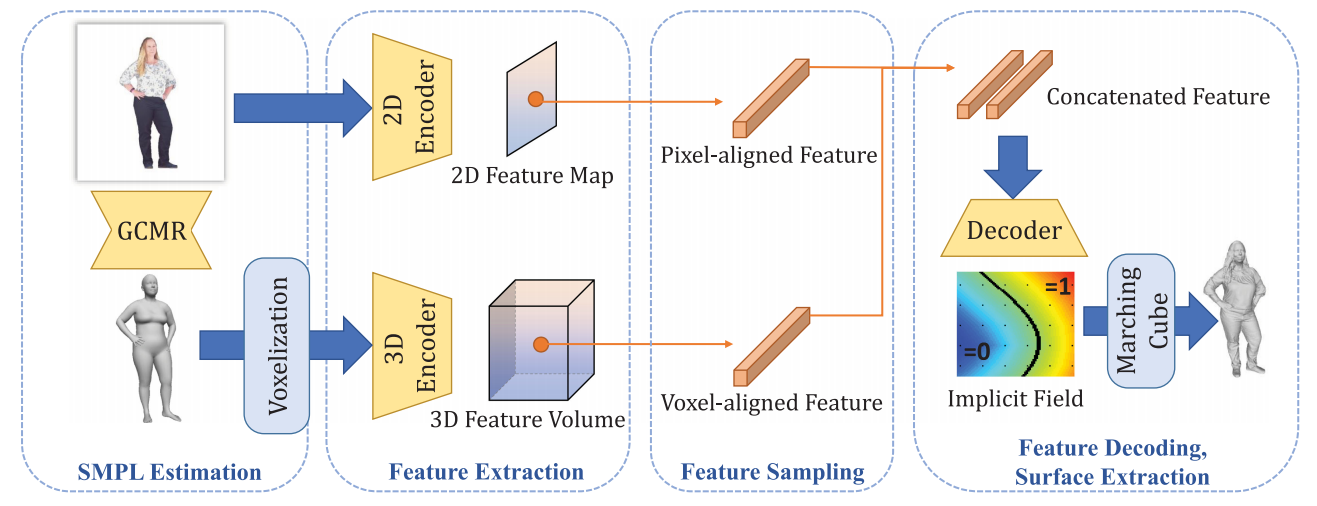 GCMR
Voxelization
SMPL Estimation
2D
Encoder
2D Feature Map
3D
Encoder
3D Feature Volume
Feature Extraction
Pixel-aligned Feature
Voxel-aligned Feature
Feature Sampling
Concatenated Feature
Decoder
=1
=0
Implicit Field
Marching
Cube
Feature Decoding,
Surface Extraction